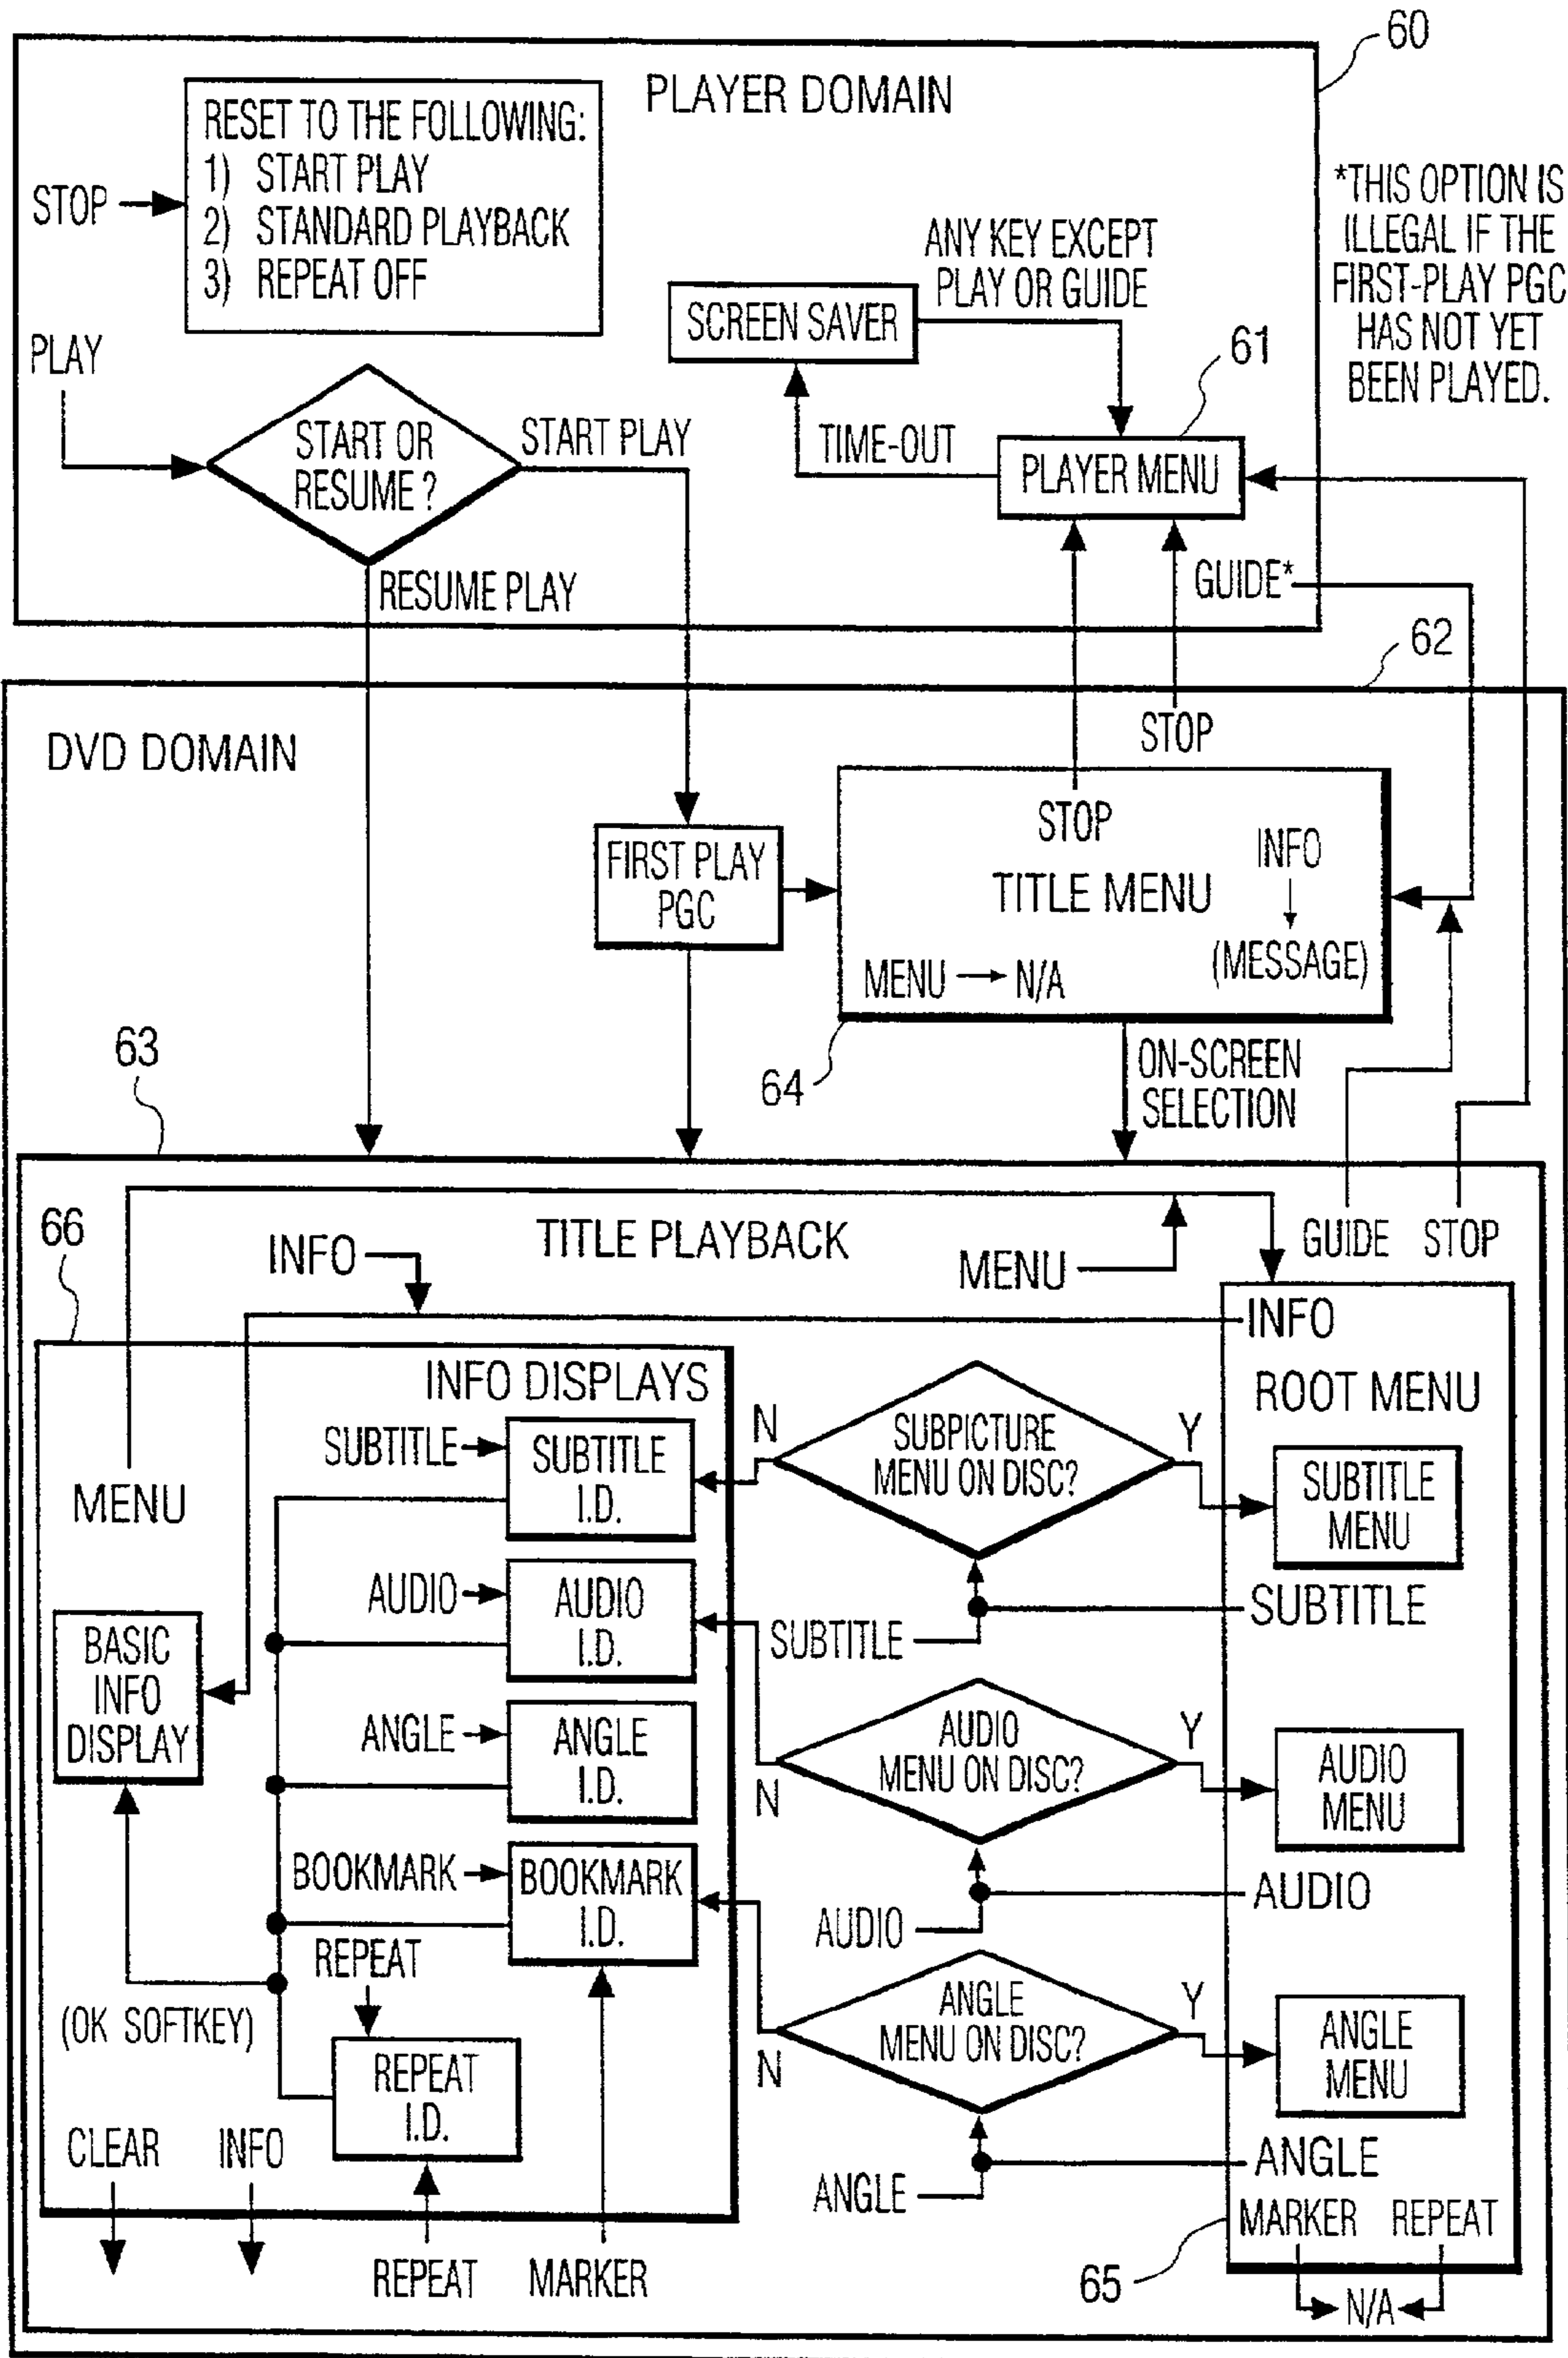 60
PLAYER DOMAIN
RESET TO THE FOLLOWING:
1) START PLAY
2) STANDARD PLAYBACK
3) REPEAT OFF
STOP
*THIS OPTION IS
ILLEGAL IF THE
FIRST-PLAY PGC
HAS NOT YET
BEEN PLAYED.
ANY KEY EXCEPT
PLAY OR GUIDE
SCREEN SAVER
PLAY
61
START OR
RESUME?
START PLAY
TIME-OUT
PLAYER MENU
RESUME PLAY
GUIDE*
62
DVD DOMAIN
STOP
STOP
FIRST PLAY
PGC
TITLE MENU
INFO
(MESSAGE)
MENU
N/A
63
64
ON-SCREEN
SELECTION
66
TITLE PLAYBACK
INFO
MENU
GUIDE
STOP
INFO
INFO DISPLAYS
ROOT MENU
SUBTITLE
SUBTITLE
I.D.
N
SUBPICTURE
MENU ON DISC?
Y
SUBTITLE
MENU
MENU
SUBTITLE
SUBTITLE
AUDIO
AUDIO
I.D.
BASIC
INFO
DISPLAY
ANGLE
ANGLE
I.D.
N
AUDIO
MENU ON DISC?
Y
AUDIO
MENU
BOOKMARK
BOOKMARK
I.D.
AUDIO
AUDIO
REPEAT
(OK SOFTKEY)
REPEAT
I.D.
N
ANGLE
MENU ON DISC?
Y
ANGLE
MENU
CLEAR
INFO
ANGLE
ANGLE
MARKER
REPEAT
REPEAT
MARKER
65
N/A